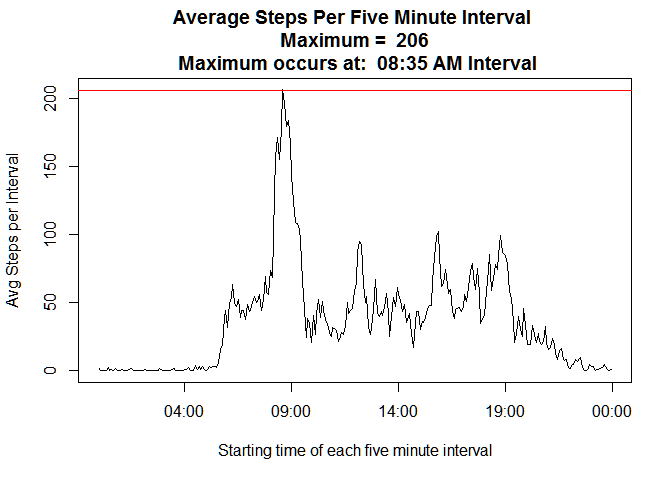 Average Steps Per Five Minute Interval
Maximum =  206
Maximum occurs at:  08:35 AM Interval
Avg Steps per Interval
200
150
100
50
0
04:00 09:00 14:00 19:00 00:00
Starting time of each five minute interval